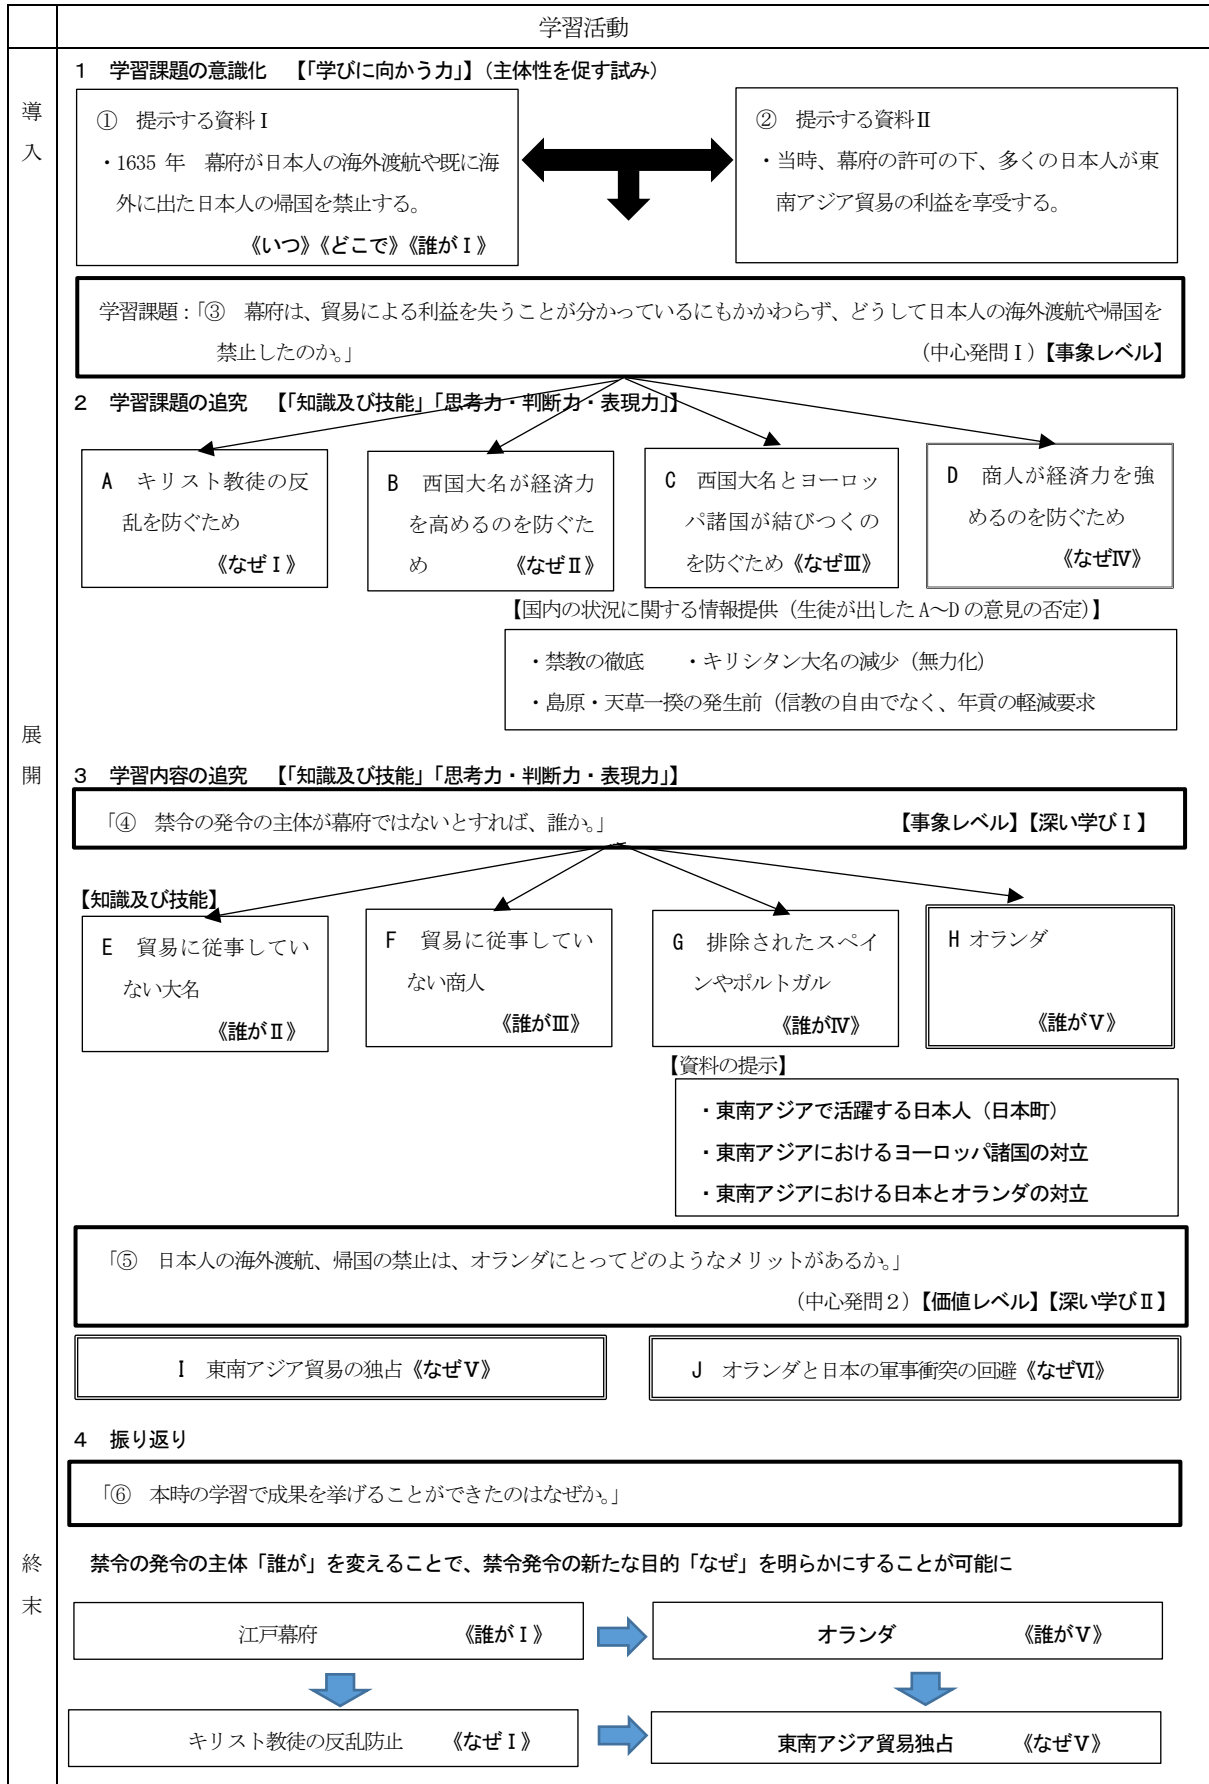 学習活動
導
入
1 学習課題の意識化 【「学びに向かう力」】(主体性を促す試み)
① 提示する資料Ⅰ
・1635 年 幕府が日本人の海外渡航や既に海
外に出た日本人の帰国を禁止する。
《いつ》《どこで》《誰がⅠ》
② 提示する資料Ⅱ
・当時、幕府の許可の下、多くの日本人が東
南アジア貿易の利益を享受する。
学習課題:「③ 幕府は、貿易による利益を失うことが分かっているにもかかわらず、どうして日本人の海外渡航や帰国を
禁止したのか。」 (中心発問Ⅰ)【事象レベル】
展
開
2 学習課題の追究 【「知識及び技能」「思考力・判断力・表現力」】
A キリスト教徒の反
乱を防ぐため
《なぜⅠ》
B 西国大名が経済力
を高めるのを防ぐた
め 《なぜⅡ》
C 西国大名とヨーロッ
パ諸国が結びつくの
を防ぐため《なぜⅢ》
D 商人が経済力を強
めるのを防ぐため
《なぜⅣ》
【国内の状況に関する情報提供(生徒が出した A～D の意見の否定)】
・禁教の徹底 ・キリシタン大名の減少(無力化)
・島原・天草一揆の発生前(信教の自由でなく、年貢の軽減要求
3 学習内容の追究 【「知識及び技能」「思考力・判断力・表現力」】
「④ 禁令の発令の主体が幕府ではないとすれば、誰か。」 【事象レベル】【深い学びⅠ】
【知識及び技能】
E 貿易に従事してい
ない大名
《誰がⅡ》
F 貿易に従事してい
ない商人
《誰がⅢ》
G 排除されたスペイ
ンやポルトガル
《誰がⅣ》
H オランダ
《誰がⅤ》
【資料の提示】
・東南アジアで活躍する日本人(日本町)
・東南アジアにおけるヨーロッパ諸国の対立
・東南アジアにおける日本とオランダの対立
「⑤ 日本人の海外渡航、帰国の禁止は、オランダにとってどのようなメリットがあるか。」
(中心発問2)【価値レベル】【深い学びⅡ】
I 東南アジア貿易の独占《なぜⅤ》
J オランダと日本の軍事衝突の回避《なぜⅥ》
終
末
4 振り返り
「⑥ 本時の学習で成果を挙げることができたのはなぜか。」
禁令の発令の主体「誰が」を変えることで、禁令発令の新たな目的「なぜ」を明らかにすることが可能に
江戸幕府 《誰がⅠ》
オランダ 《誰がⅤ》
キリスト教徒の反乱防止 《なぜⅠ》
東南アジア貿易独占 《なぜⅤ》